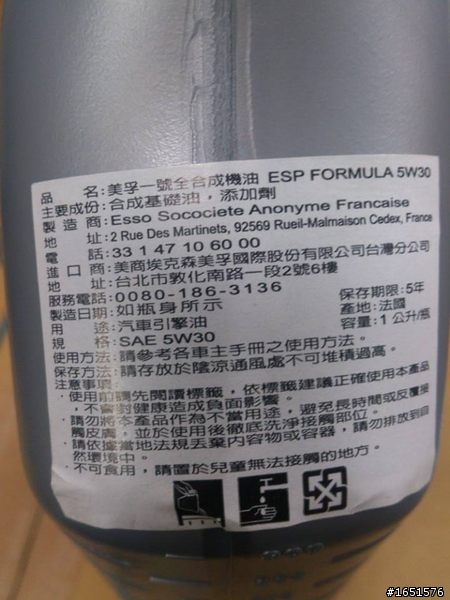 品　　名:美孚一號全合成機油 ESP FORMULA 5W30
主要成份:合成基礎油，添加劑
製 造 商:Esso Socociete Anonyme Francaise
地　　址:2 Rue Des Martinets, 92569 Rueil-Malmaison Cedex, France
電　　話:33 1 47 10 60 00
進 口 商:美商埃克森美孚國際股份有限公司台灣分公司
地　　址:台北市敦化南路一段2號6樓
服務電話:0080-186-3136
保存期限:5年
製造日期:如瓶身所示
產地:法國
用　　途:汽車引擎油
容量:1 公升/瓶
規　　格:SAE 5W30
使用方法:請參考各車主手冊之使用方法。
保存方法:請存放於陰涼通風處不可堆積過高。
注意事項:
·使用前請先閱讀標籤，依標籤建議正確使用本產品
，不會對健康造成負面影響。
·請勿將本產品作為不當用途，避免長時間或反覆接
觸皮膚，並於使用後徹底洗淨接觸部位。
·請依據當地法規丟棄內容物或容器，請勿排放到自
然環境中。
·不可食用，請置於兒童無法接觸的地方。
#1651576